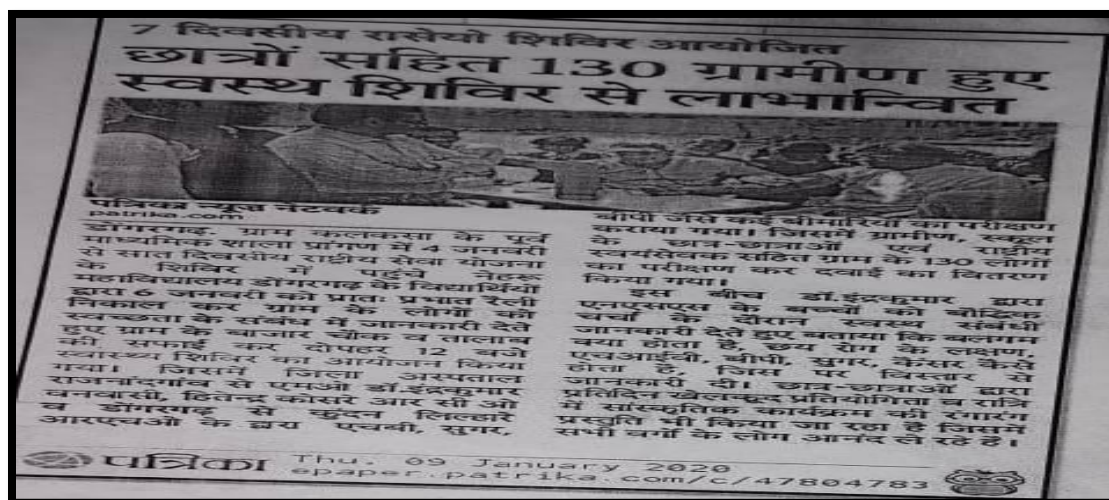 7 दिवसीय रासेयो शिविर आयोजित
छात्रों सहित 130 ग्रामीण हुए
स्वस्थ शिविर से लाभान्वित
पत्रिका न्यूज नेटवर्क
patrika.com
डोंगरगढ़. ग्राम कलकसा के पूर्व
माध्यमिक शाला प्रांगण में 4 जनवरी
से सात दिवसीय राष्ट्रीय सेवा योजना
के शिविर में पहुंचे नेहरू
महाविद्यालय डोंगरगढ़ के विद्यार्थियों
द्वारा 6 जनवरी को प्रातः प्रभात रैली
निकाल कर ग्राम के लोगों को
स्वच्छता के संबंध में जानकारी देते
हुए ग्राम के बाजार चौक व तालाब
की सफाई कर दोपहर 12 बजे
स्वास्थ्य शिविर का आयोजन किया
गया। जिसमें जिला अस्पताल
राजनांदगांव से एमओ डॉ.इंद्रकुमार
वनवासी, हितेन्द्र कोसरे आर सी ओ
व डोंगरगढ़ से कुंदन लिल्हारे
आरएचओ के द्वारा एचबी, सुगर,
बीपी जैसे कई बीमारियों का परीक्षण
कराया गया। जिसमें ग्रामीण, स्कूल
के छात्र-छात्राओं एवं राष्ट्रीय
स्वयंसेवक सहित ग्राम के 130 लोगों
का परीक्षण कर दवाई का वितरण
किया गया।
इस बीच डॉ.इंद्रकुमार द्वारा
एनएसएस के बच्चों को बौद्धिक
चर्चा के दौरान स्वस्थ संबंधी
जानकारी देते हुए बताया कि बलगम
क्या होता है, छय रोग के लक्षण,
एचआईवी, बीपी, सुगर, कैंसर कैसे
होता है, जिस पर विस्तार से
जानकारी दी। छात्र-छात्राओं द्वारा
प्रतिदिन खेलकूद प्रतियोगिता व रात्रि
में सांस्कृतिक कार्यक्रम की रंगारंग
प्रस्तुति भी किया जा रहा है जिसमें
सभी वर्गो के लोग आनंद ले रहे है।
पत्रिका Thu, 09 January 2020
epaper.patrika.com/c/47804783